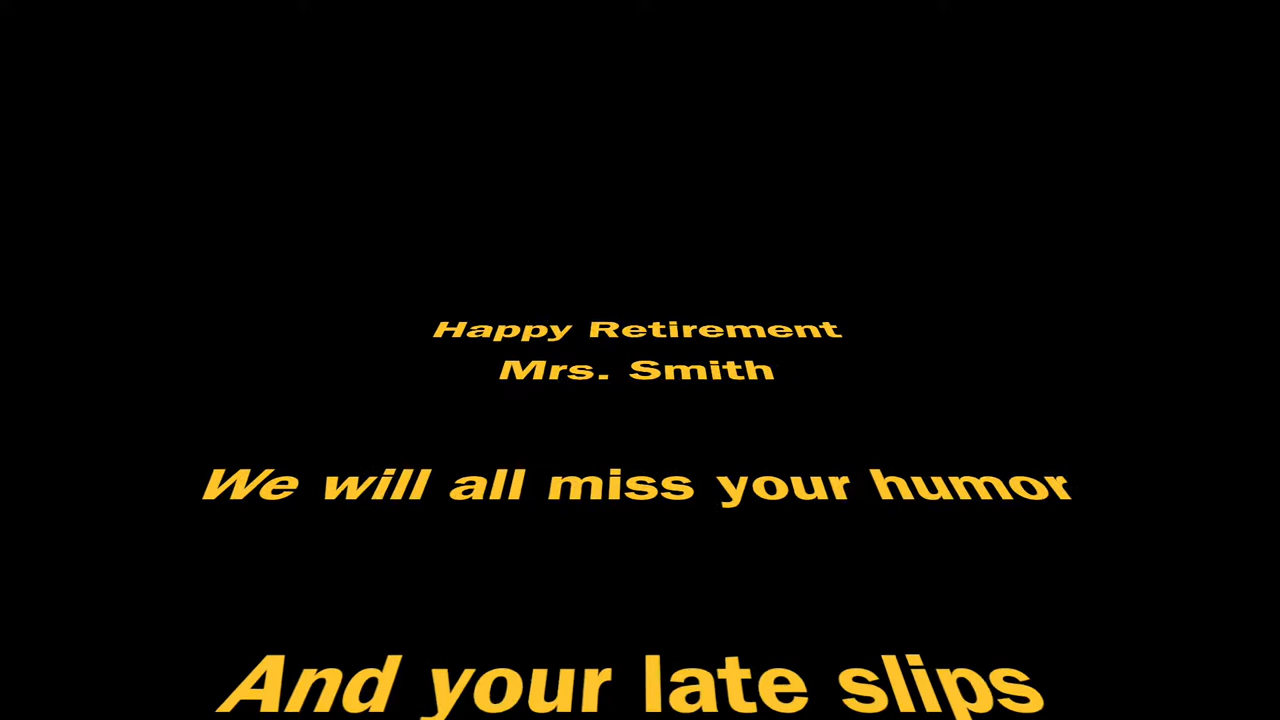 Happy Retirement
Mrs. Smith
We will all miss your humor
And your late slips